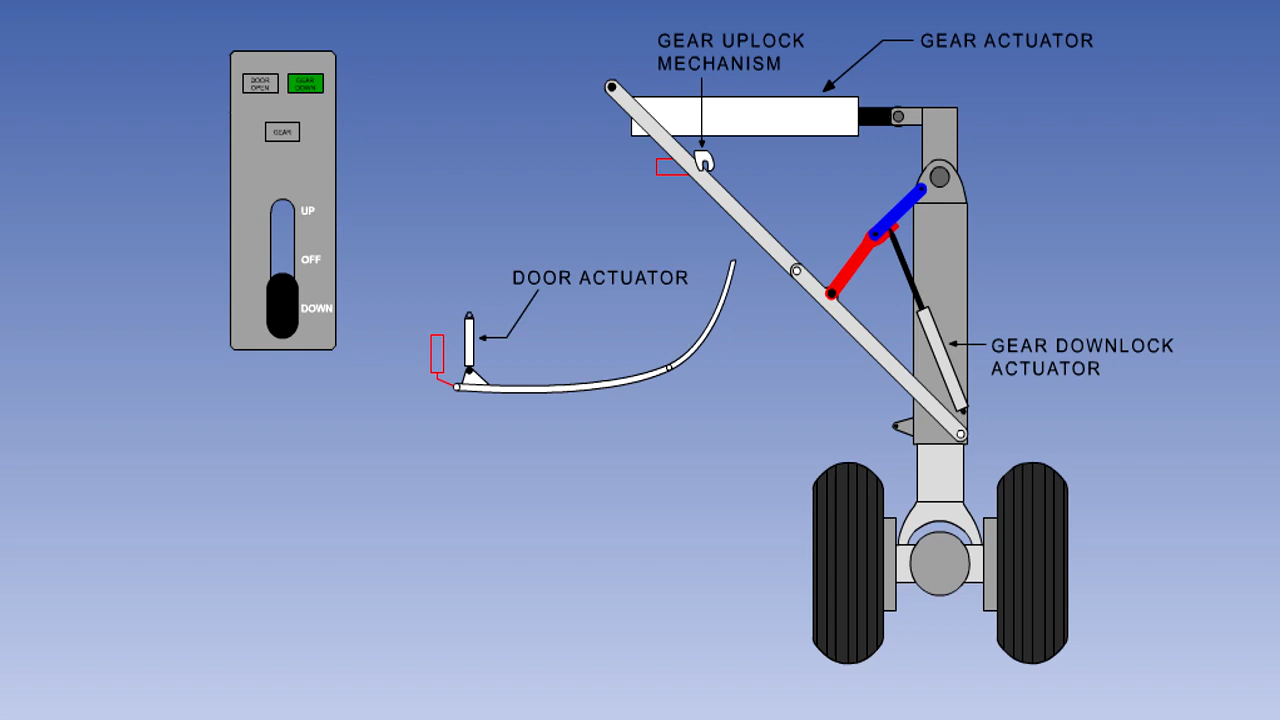 DOOR
OPEN
GEAR
DOWN
GEAR
UP
OFF
DOWN
GEAR UPLOCK
MECHANISM
GEAR ACTUATOR
DOOR ACTUATOR
GEAR DOWNLOCK
ACTUATOR